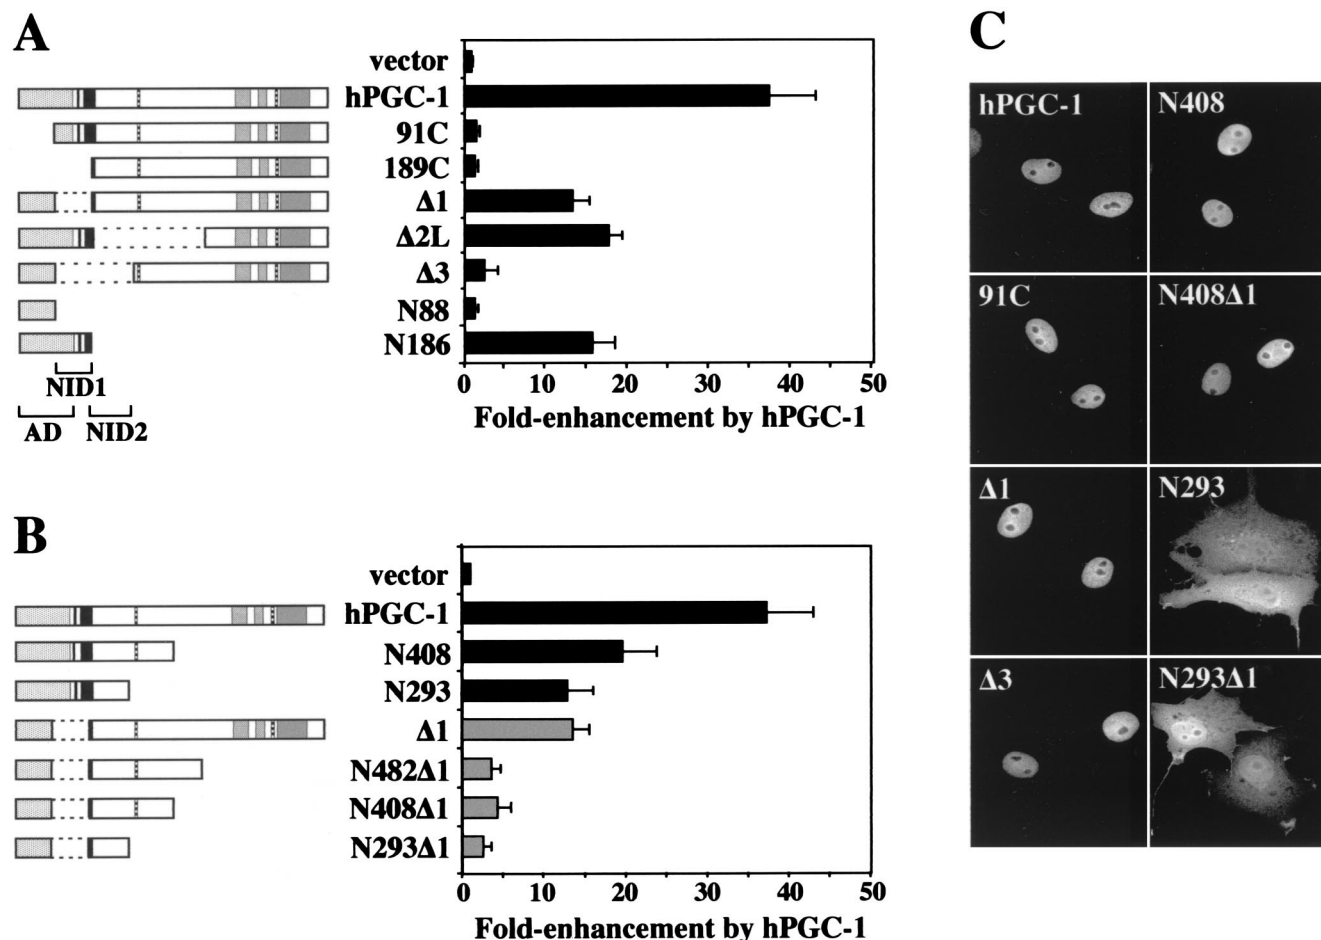 A
vector
hPGC-1
91C
189C
Δ1
Δ2L
Δ3
N88
N186
NID1
AD NID2
0 10 20 30 40 50
Fold-enhancement by hPGC-1
B
vector
hPGC-1
N408
N293
Δ1
N482Δ1
N408Δ1
N293Δ1
0 10 20 30 40 50
Fold-enhancement by hPGC-1
C
hPGC-1 N408
91C N408Δ1
Δ1 N293
Δ3 N293Δ1